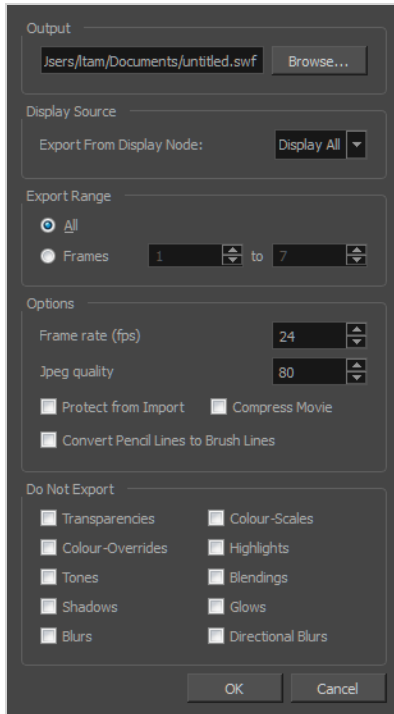 Output
Jsers/ltam/Documents/untitled.swf Browse...
Display Source
Export From Display Node: Display All
Export Range
All
Frames 1 to 7
Options
Frame rate (fps) 24
Jpeg quality 80
Protect from Import Compress Movie
Convert Pencil Lines to Brush Lines
Do Not Export
Transparencies Colour-Scales
Colour-Overrides Highlights
Tones Blendings
Shadows Glows
Blurs Directional Blurs
OK Cancel